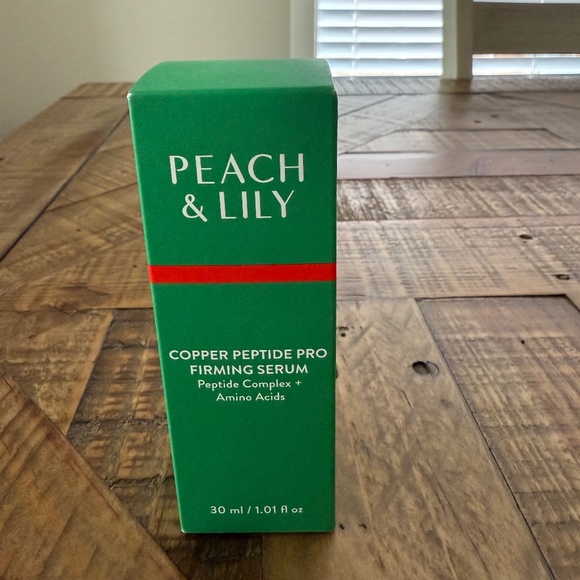 PEACH
& LILY
COPPER PEPTIDE PRO
FIRMING SERUM
Peptide Complex +
Amino Acids
30 ml / 1.01 fl oz